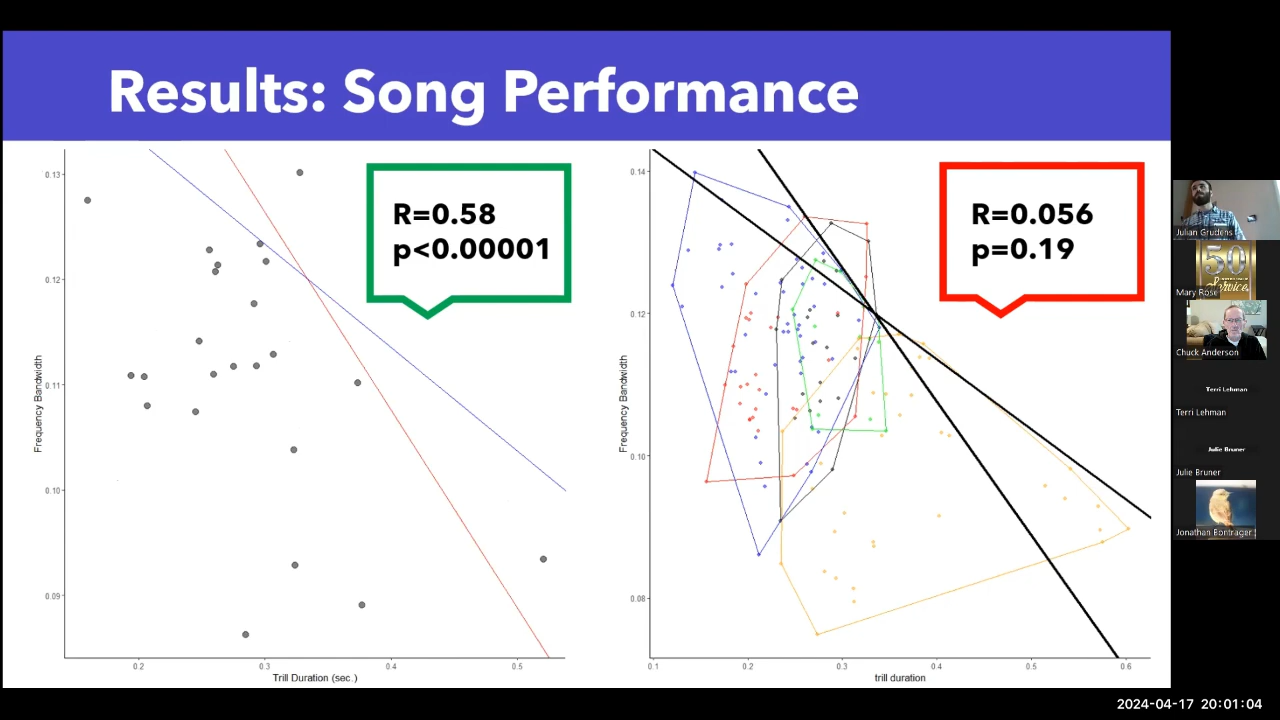 Results: Song Performance
R=0.58
p<0.00001
0.13
0.12
0.11
0.10
0.09
Frequency Bandwidth
0.2
0.3
0.4
0.5
Trill Duration (sec.)
R=0.056
p=0.19
0.14
0.12
0.10
0.08
Frequency Bandwidth
0.1
0.2
0.3
0.4
0.5
0.6
trill duration
Julian Grudens
50
Service
Mary Rose
Chuck Anderson
Terri Lehman
Terri Lehman
Julie Bruner
Julie Bruner
Jonathan Bontrager
2024-04-17 20:01:04